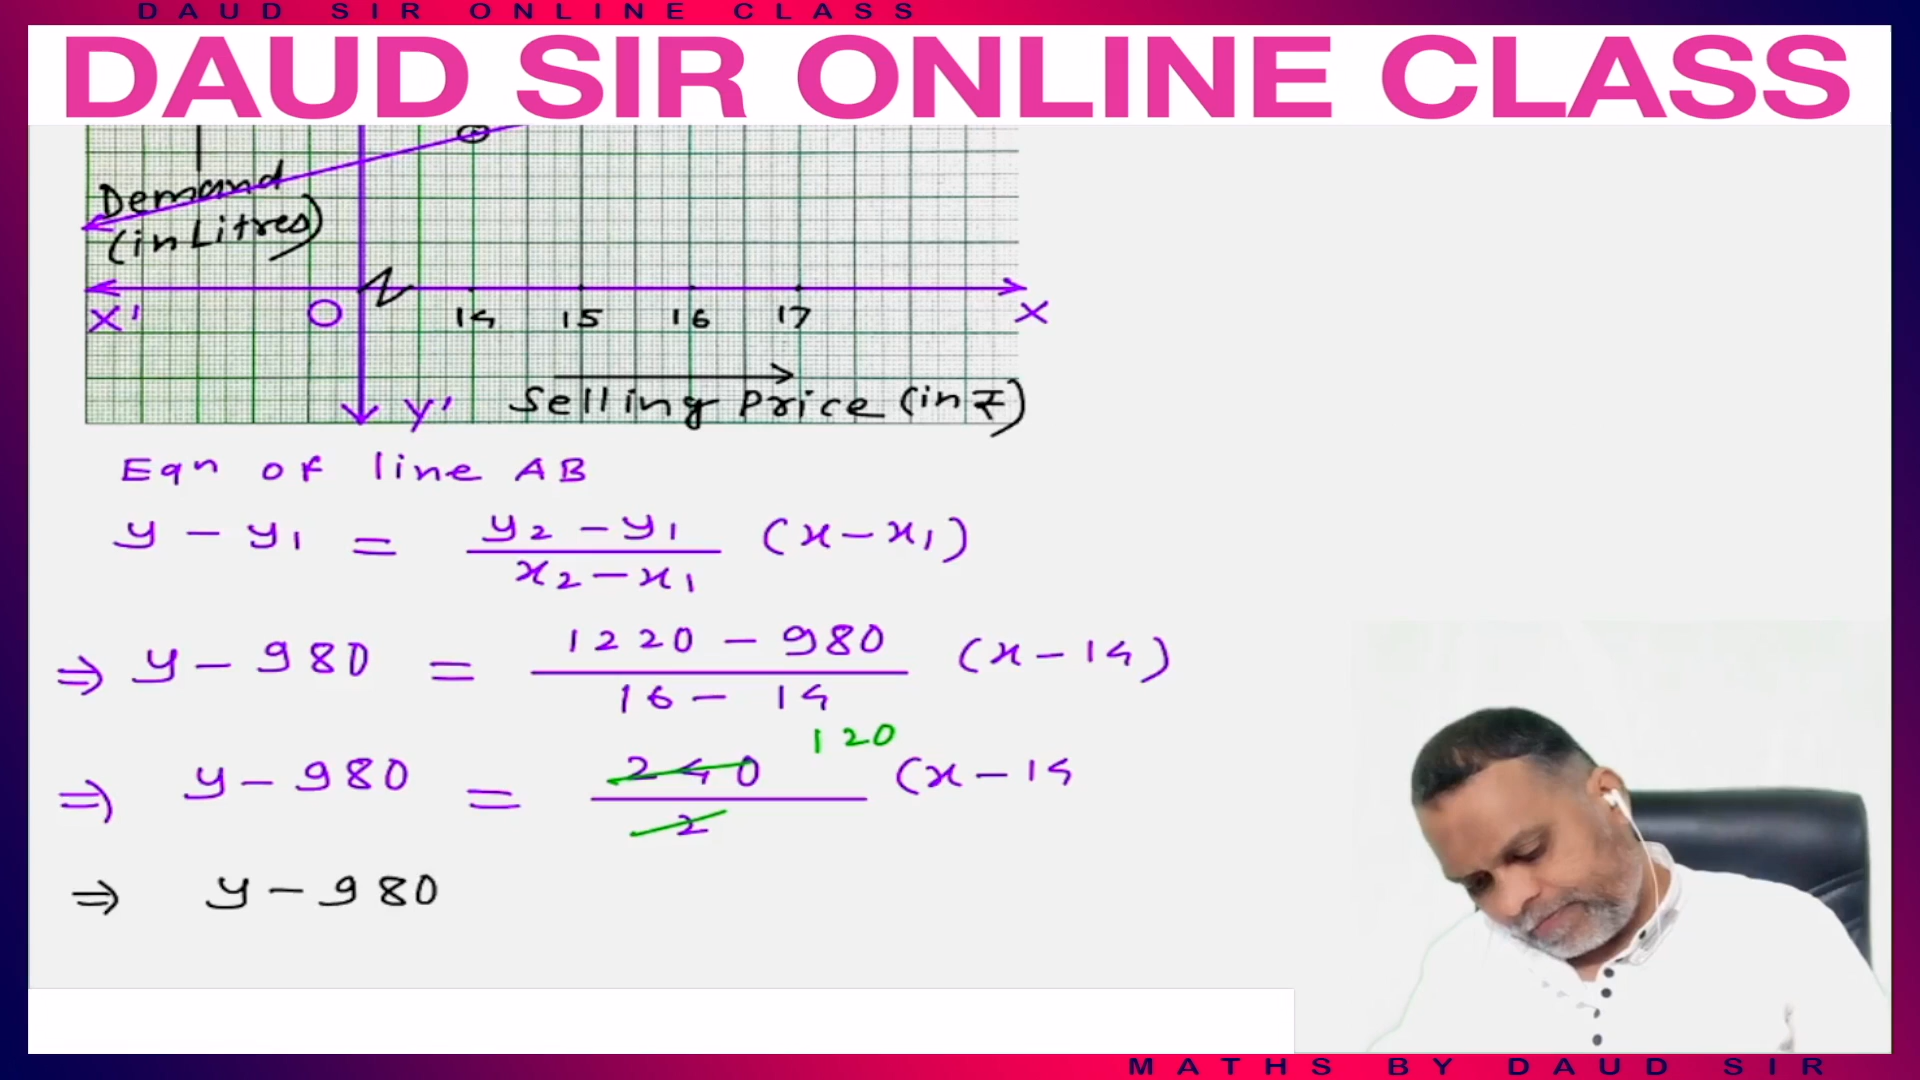 DAUD SIR ONLINE CLASS
DAUD SIR ONLINE CLASS
Demand
(in Litres)
X' O 14 15 16 17 X
Y' Selling Price (in ₹)
Eqn of line AB
y - y₁ = y₂ - y₁ / x₂ - x₁ (x - x₁)
⇒ y - 980 = 1220 - 980 / 16 - 14 (x - 14)
120
⇒ y - 980 = 240 / 2 (x - 14
⇒ y - 980
MATHS BY DAUD SIR